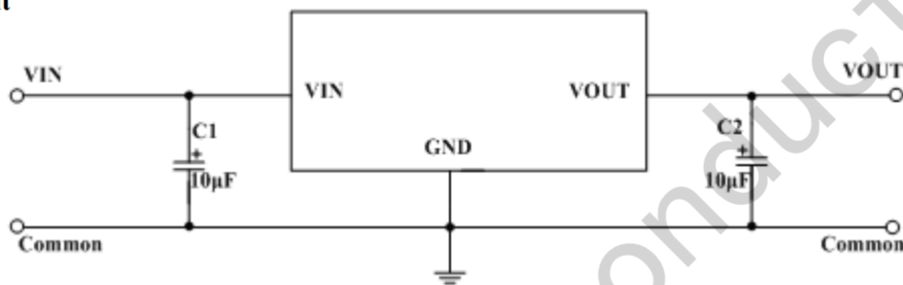 VIN
VOUT
VIN
VOUT
C1
+
10μF
GND
C2
+
10μF
Common
Common